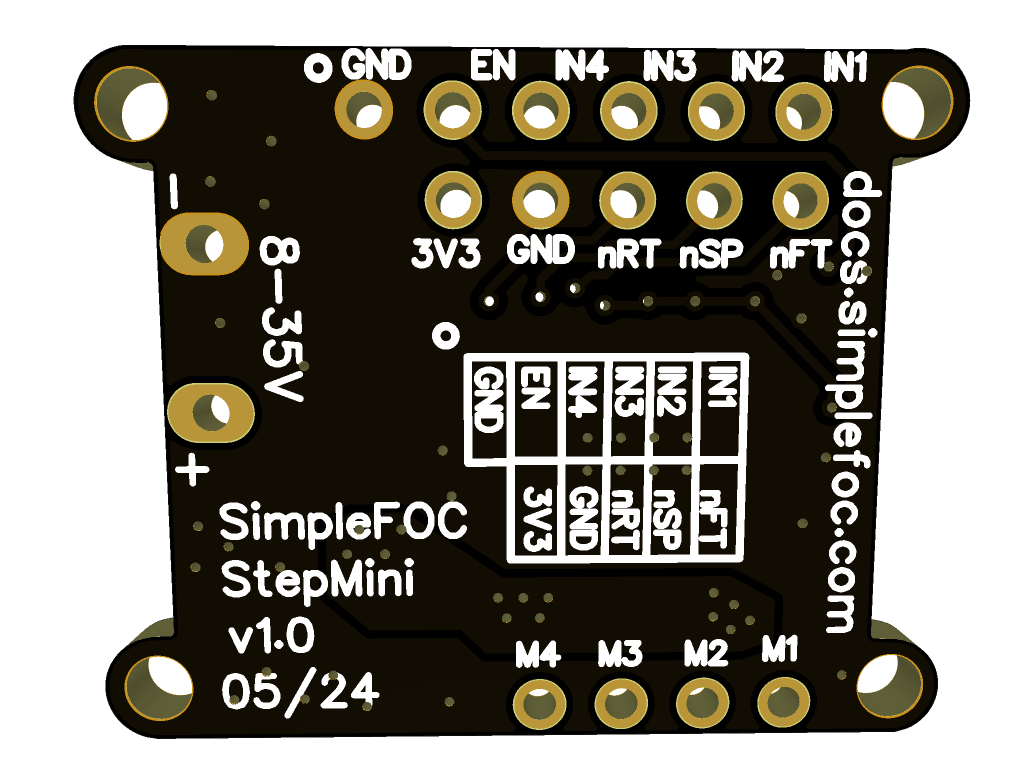 GND EN IN4 IN3 IN2 IN1
3V3 GND nRT nSP nFT
-
8-35V
+
docs.simplefoc.com
GND EN IN4 IN3 IN2 IN1
3V3 GND nRT nSP nFT
SimpleFOC
StepMini
v1.0
05/24
M4 M3 M2 M1